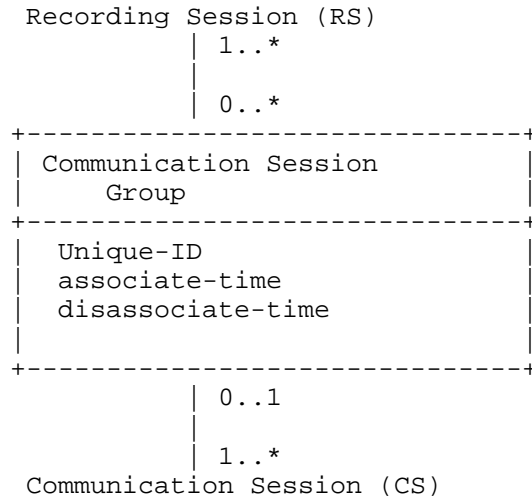 Recording Session (RS)
1..*
0..*
Communication Session
Group
Unique-ID
associate-time
disassociate-time
0..1
1..*
Communication Session (CS)